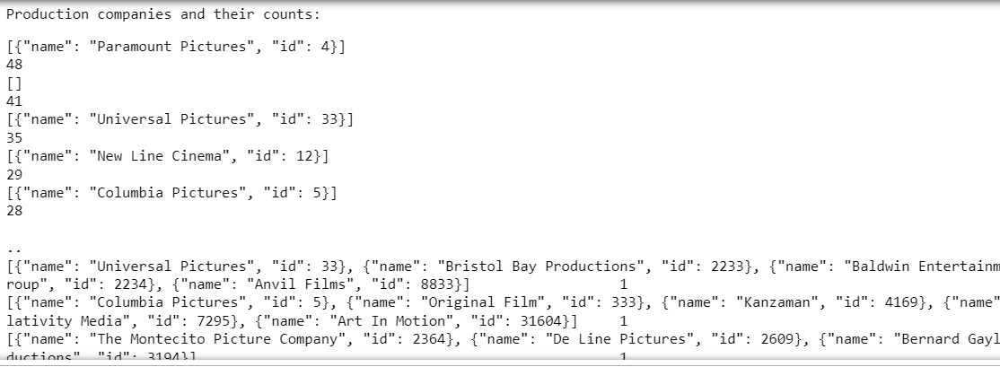 Production companies and their counts:
[{"name": "Paramount Pictures", "id": 4}]
48
[]
41
[{"name": "Universal Pictures", "id": 33}]
35
[{"name": "New Line Cinema", "id": 12}]
29
[{"name": "Columbia Pictures", "id": 5}]
28
..
[{"name": "Universal Pictures", "id": 33}, {"name": "Bristol Bay Productions", "id": 2233}, {"name": "Baldwin Entertainm
roup", "id": 2234}, {"name": "Anvil Films", "id": 8833}] 1
[{"name": "Columbia Pictures", "id": 5}, {"name": "Original Film", "id": 333}, {"name": "Kanzaman", "id": 4169}, {"name"
lativity Media", "id": 7295}, {"name": "Art In Motion", "id": 31604}] 1
[{"name": "The Montecito Picture Company", "id": 2364}, {"name": "De Line Pictures", "id": 2609}, {"name": "Bernard Gayl
ductions", "id": 3194}] 1